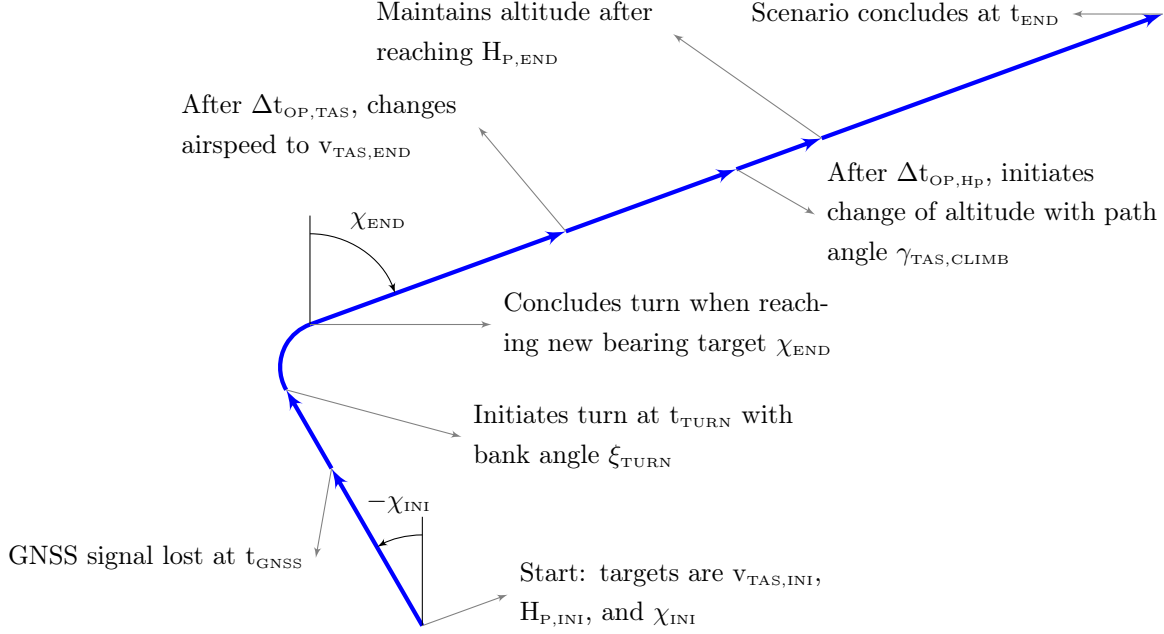 Maintains altitude after
reaching H_P,END
Scenario concludes at t_END
After Δt_OP,TAS, changes
airspeed to v_TAS,END
After Δt_OP,Hp, initiates
change of altitude with path
angle γ_TAS,CLIMB
χ_END
Concludes turn when reach-
ing new bearing target χ_END
Initiates turn at t_TURN with
bank angle ξ_TURN
−χ_INI
GNSS signal lost at t_GNSS
Start: targets are v_TAS,INI,
H_P,INI, and χ_INI